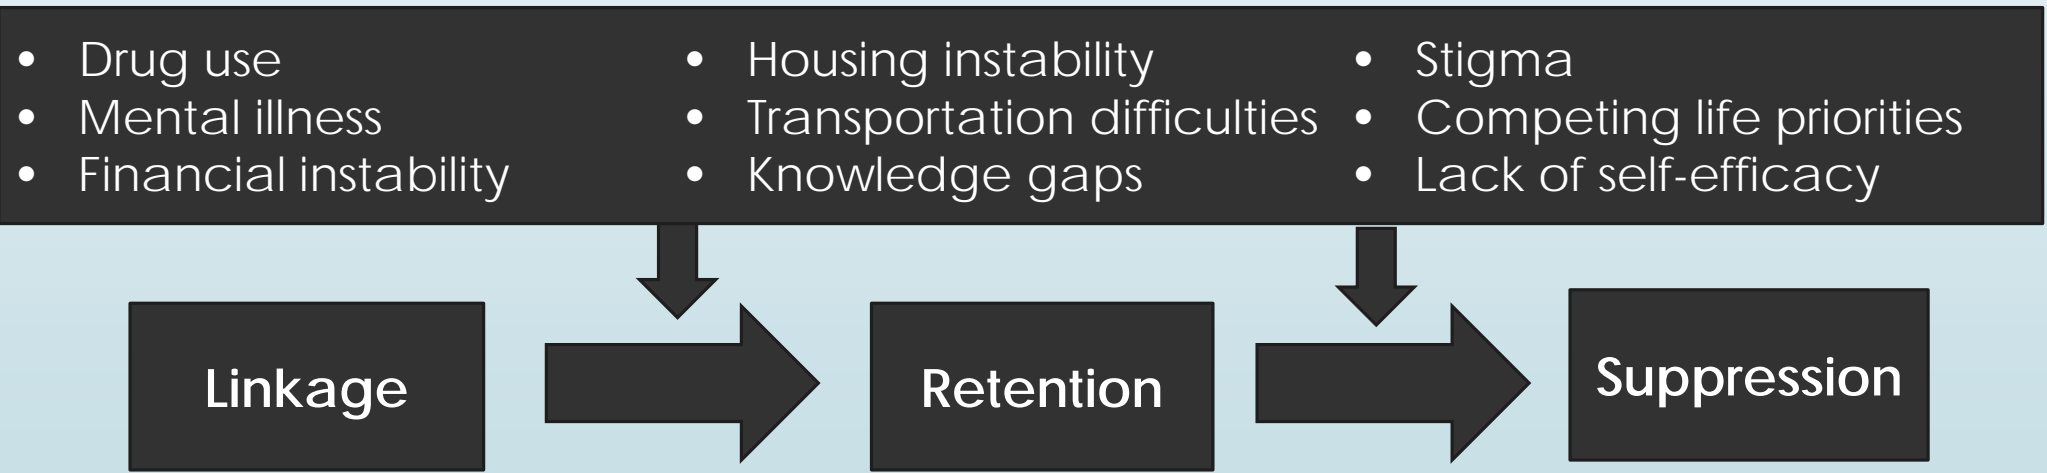 • Drug use
• Mental illness
• Financial instability
• Housing instability
• Transportation difficulties
• Knowledge gaps
• Stigma
• Competing life priorities
• Lack of self-efficacy
Linkage
Retention
Suppression